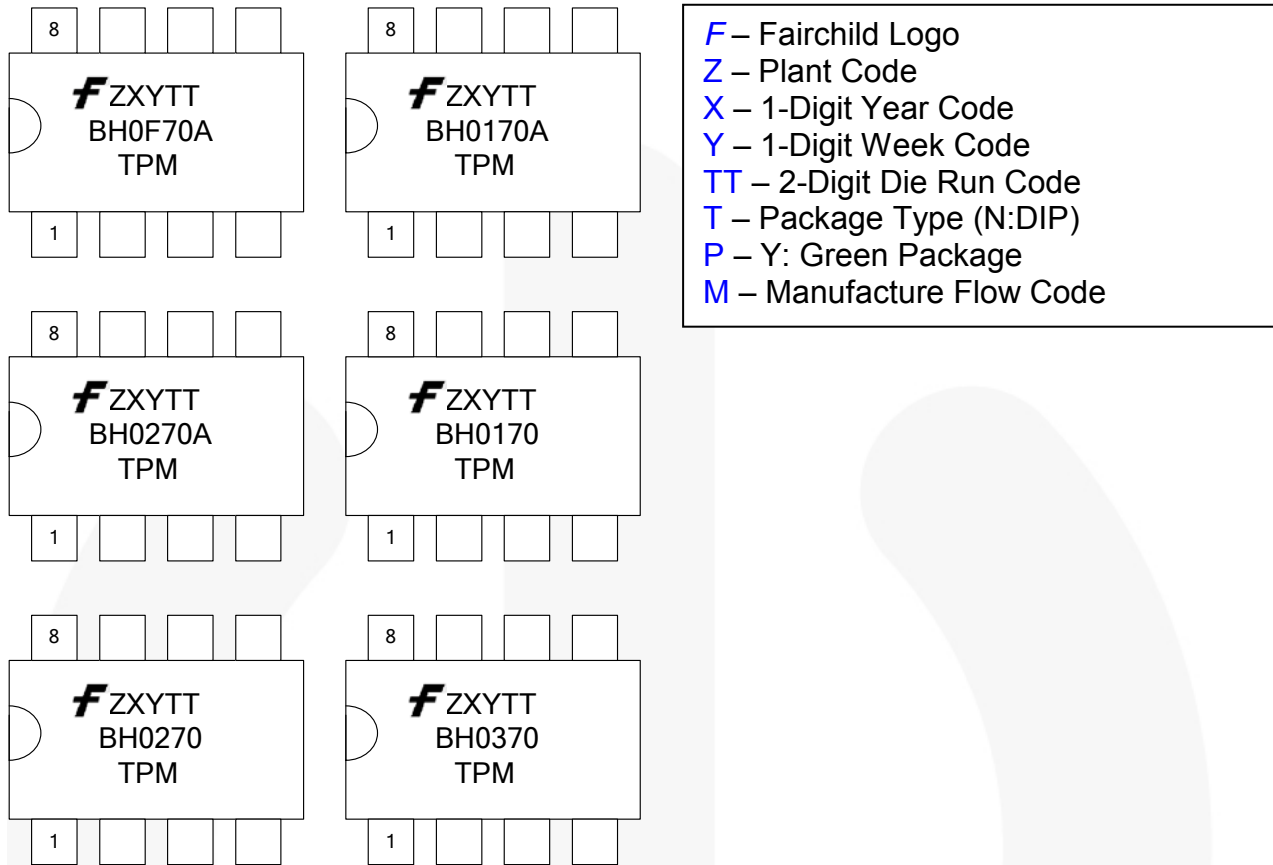 8
F ZXYTT
BH0F70A
TPM
1
8
F ZXYTT
BH0170A
TPM
1
F – Fairchild Logo
Z – Plant Code
X – 1-Digit Year Code
Y – 1-Digit Week Code
TT – 2-Digit Die Run Code
T – Package Type (N:DIP)
P – Y: Green Package
M – Manufacture Flow Code
8
F ZXYTT
BH0270A
TPM
1
8
F ZXYTT
BH0170
TPM
1
8
F ZXYTT
BH0270
TPM
1
8
F ZXYTT
BH0370
TPM
1